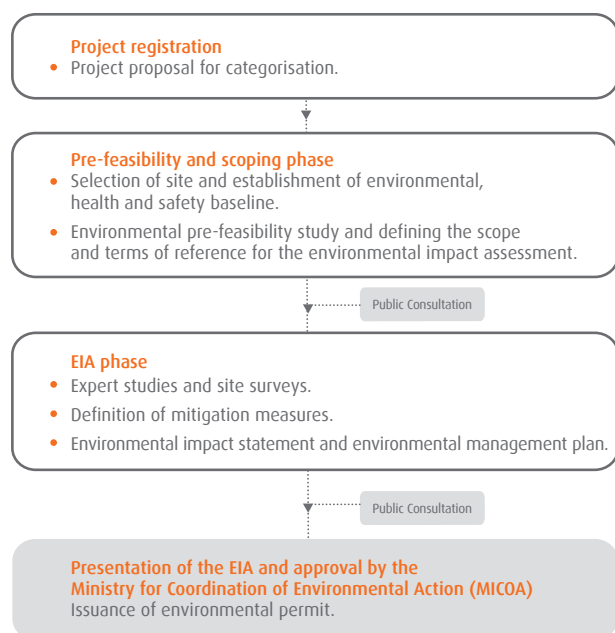 Project registration
• Project proposal for categorisation.
Pre-feasibility and scoping phase
• Selection of site and establishment of environmental,
health and safety baseline.
• Environmental pre-feasibility study and defining the scope
and terms of reference for the environmental impact assessment.
Public Consultation
EIA phase
• Expert studies and site surveys.
• Definition of mitigation measures.
• Environmental impact statement and environmental management plan.
Public Consultation
Presentation of the EIA and approval by the
Ministry for Coordination of Environmental Action (MICOA)
Issuance of environmental permit.